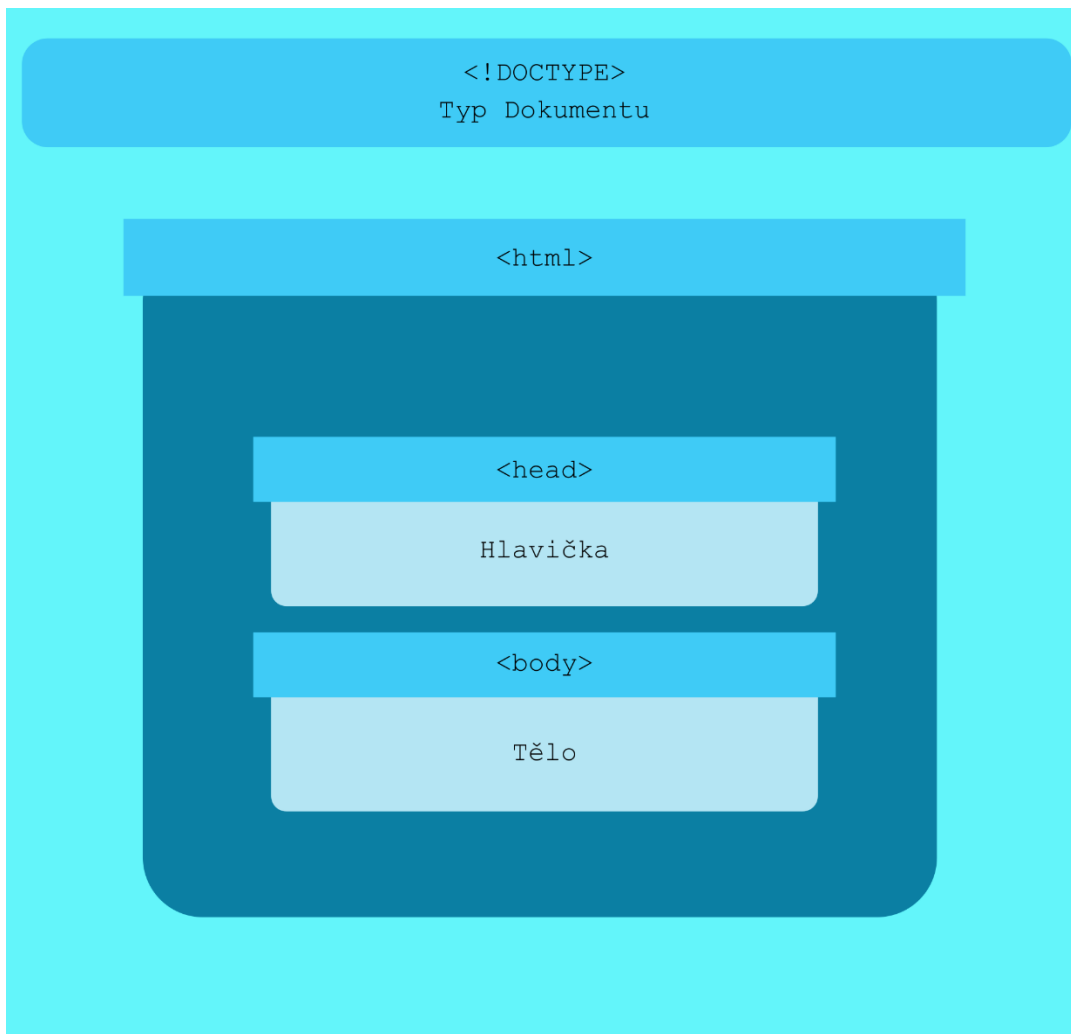 <!DOCTYPE>
Typ Dokumentu
<html>
<head>
Hlavička
<body>
Tělo